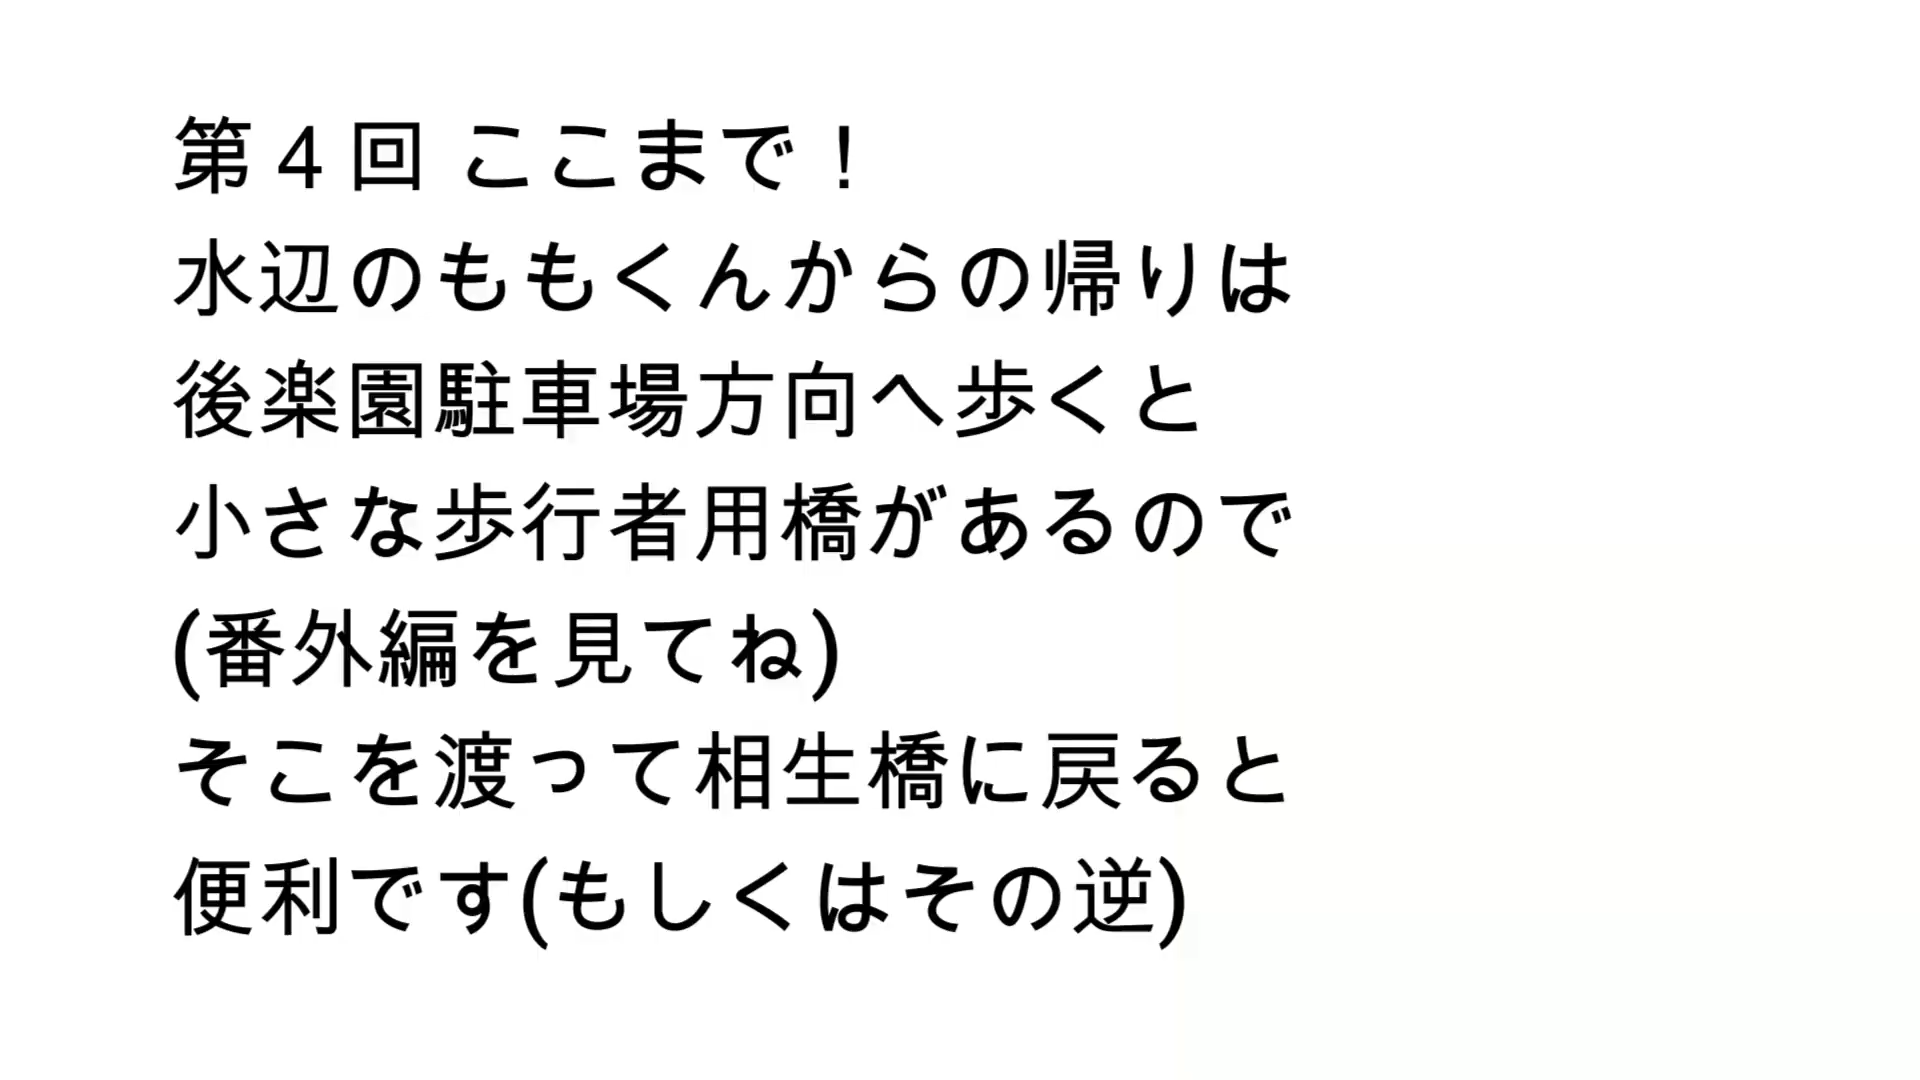 第４回 ここまで！
水辺のももくんからの帰りは
後楽園駐車場方向へ歩くと
小さな歩行者用橋があるので
(番外編を見てね)
そこを渡って相生橋に戻ると
便利です(もしくはその逆)